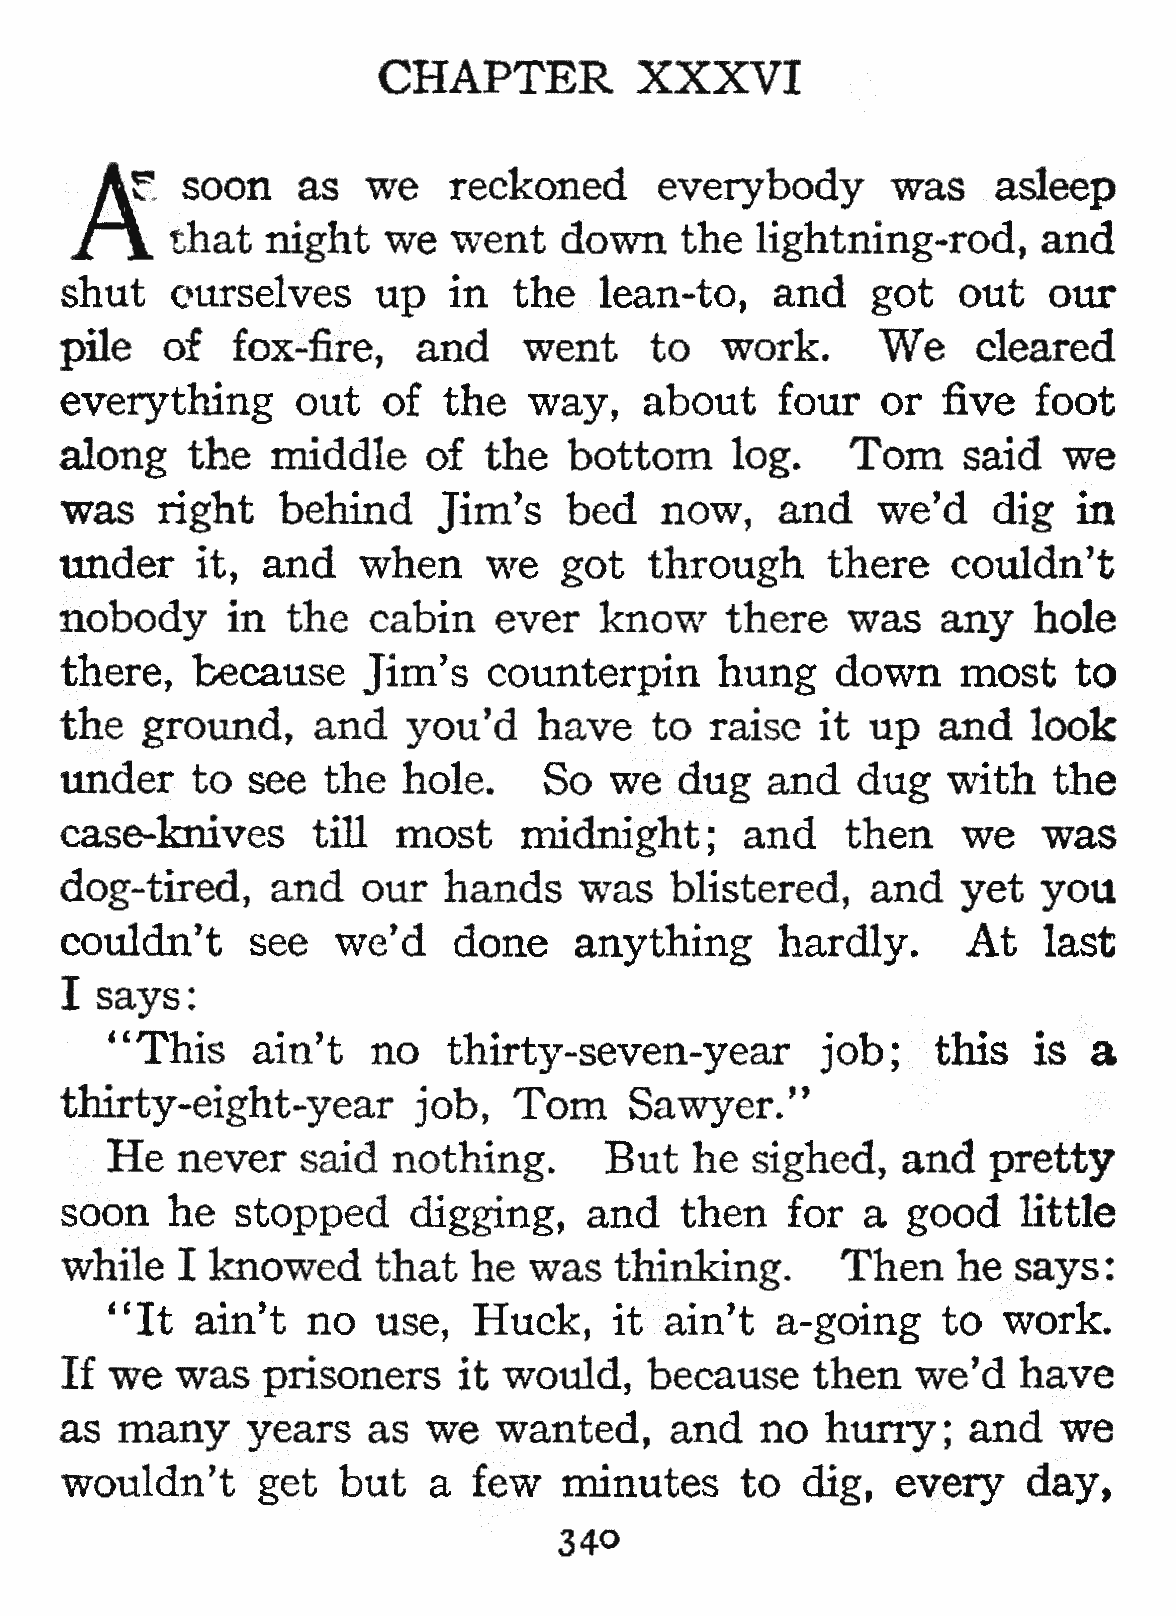 CHAPTER XXXVI
As soon as we reckoned everybody was asleep
that night we went down the lightning-rod, and
shut ourselves up in the lean-to, and got out our
pile of fox-fire, and went to work. We cleared
everything out of the way, about four or five foot
along the middle of the bottom log. Tom said we
was right behind Jim's bed now, and we'd dig in
under it, and when we got through there couldn't
nobody in the cabin ever know there was any hole
there, because Jim's counterpin hung down most to
the ground, and you'd have to raise it up and look
under to see the hole. So we dug and dug with the
case-knives till most midnight; and then we was
dog-tired, and our hands was blistered, and yet you
couldn't see we'd done anything hardly. At last
I says:
"This ain't no thirty-seven-year job; this is a
thirty-eight-year job, Tom Sawyer."
He never said nothing. But he sighed, and pretty
soon he stopped digging, and then for a good little
while I knowed that he was thinking. Then he says:
"It ain't no use, Huck, it ain't a-going to work.
If we was prisoners it would, because then we'd have
as many years as we wanted, and no hurry; and we
wouldn't get but a few minutes to dig, every day,
340